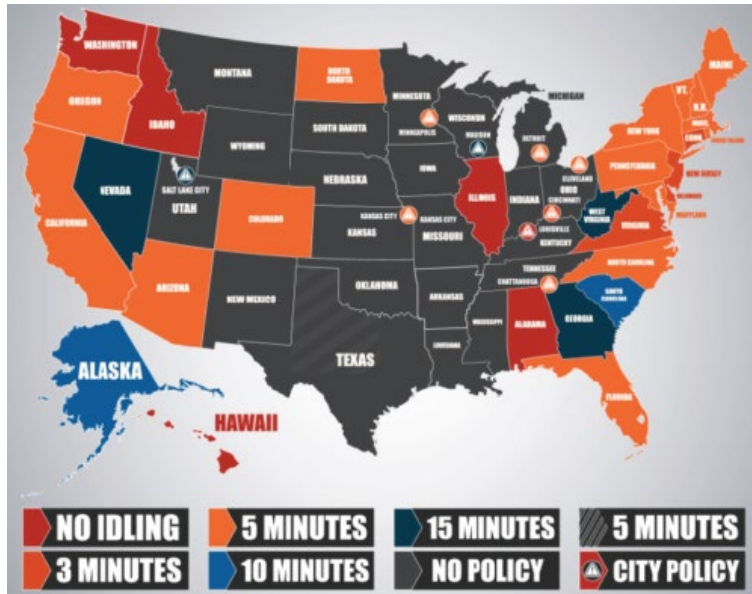 WASHINGTON
MONTANA
NORTH
DAKOTA
MINNESOTA
MICHIGAN
MAINE
VT.
N.H.
MASS.
CONN.
RHODE ISLAND
OREGON
IDAHO
WYOMING
SOUTH DAKOTA
MINNEAPOLIS
WISCONSIN
MADISON
DETROIT
NEW YORK
PENNSYLVANIA
NEW JERSEY
DELAWARE
MARYLAND
NEVADA
SALT LAKE CITY
UTAH
COLORADO
NEBRASKA
IOWA
ILLINOIS
INDIANA
CLEVELAND
OHIO
CINCINNATI
WEST
VIRGINIA
VIRGINIA
CALIFORNIA
KANSAS CITY
KANSAS CITY
KANSAS
MISSOURI
LOUISVILLE
KENTUCKY
NORTH CAROLINA
TENNESSEE
CHATTANOOGA
SOUTH
CAROLINA
ARIZONA
NEW MEXICO
OKLAHOMA
ARKANSAS
MISSISSIPPI
ALABAMA
GEORGIA
LOUISIANA
TEXAS
FLORIDA
ALASKA
HAWAII
NO IDLING
5 MINUTES
15 MINUTES
5 MINUTES
3 MINUTES
10 MINUTES
NO POLICY
CITY POLICY